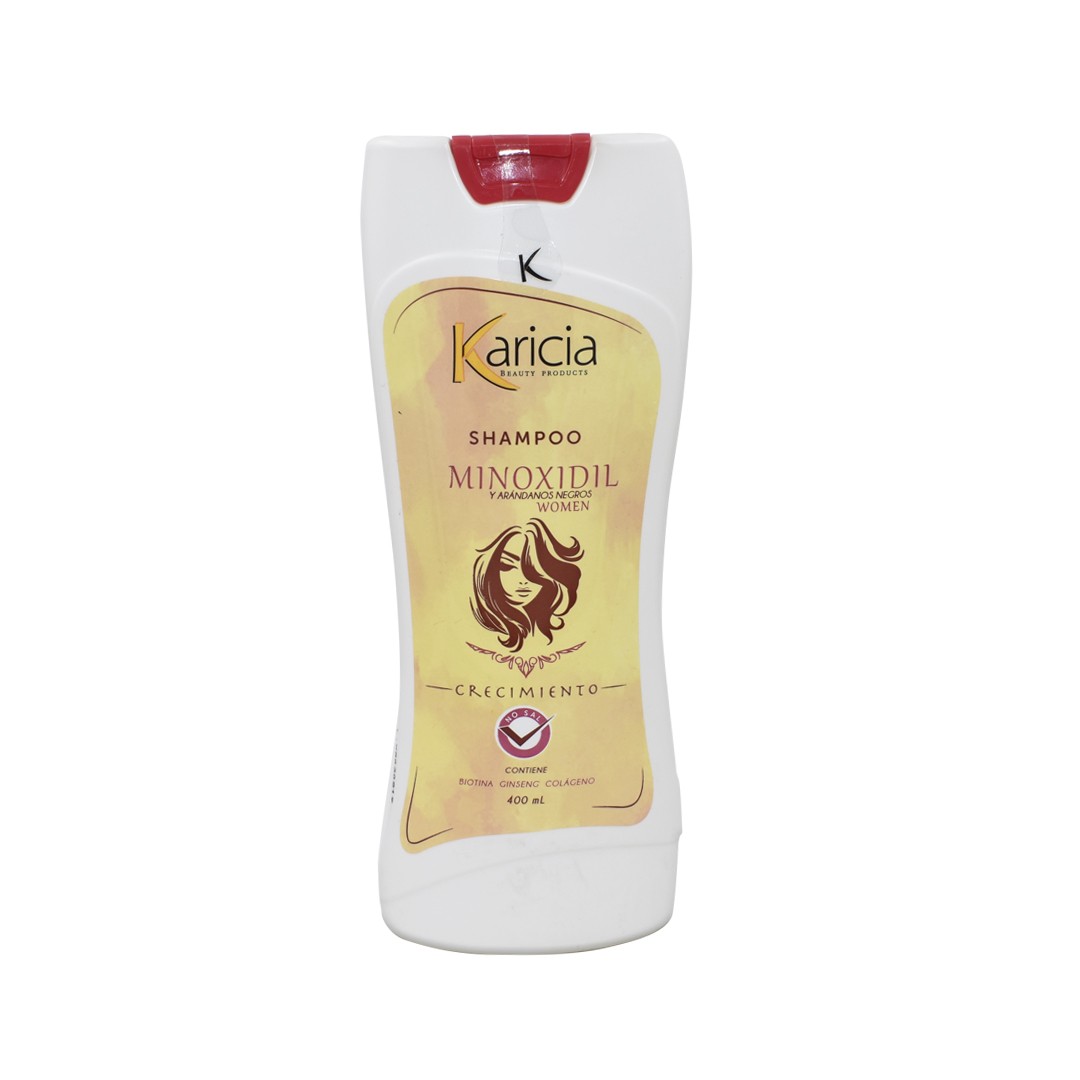 K
Karicia
BEAUTY PRODUCTS
SHAMPOO
MINOXIDIL
Y ARÁNDANOS NEGROS
WOMEN
CRECIMIENTO
NO SAL
CONTIENE
BIOTINA GINSENG COLÁGENO
400 mL